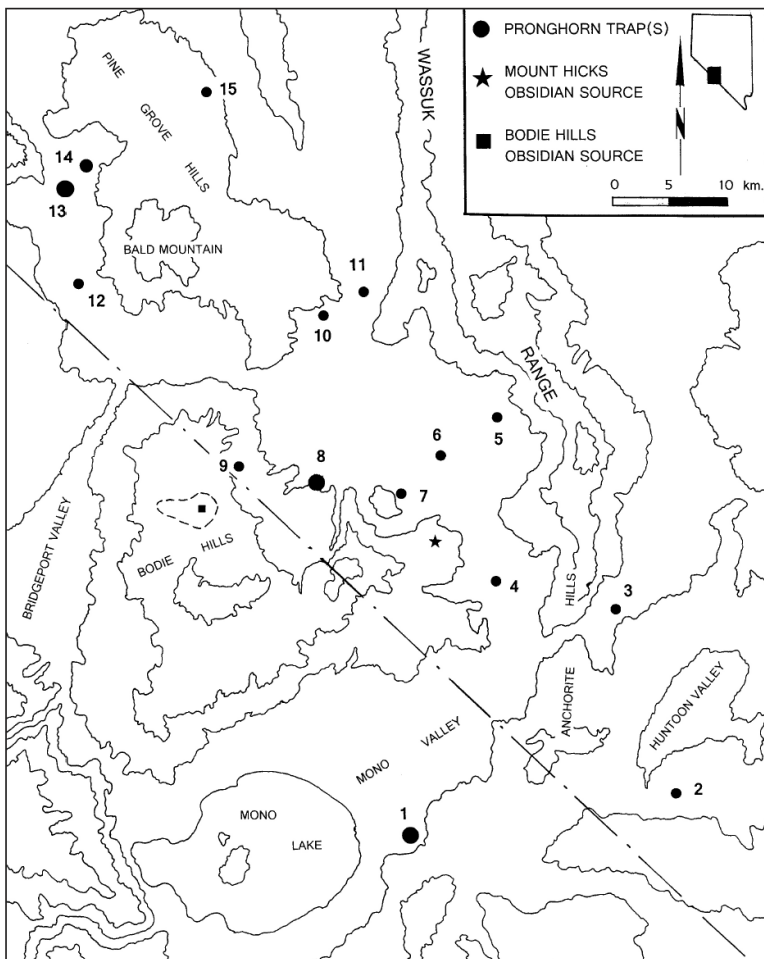 PRONGHORN TRAP(S)
MOUNT HICKS
OBSIDIAN SOURCE
BODIE HILLS
OBSIDIAN SOURCE
N
0 5 10 km.
PINE
GROVE
HILLS
WASSUK
15
14
13
BALD MOUNTAIN
12
11
10
RANGE
5
6
8
9
7
BRIDGEPORT VALLEY
BODIE HILLS
4
HILLS
3
ANCHORITE
HUNTOON VALLEY
MONO VALLEY
2
1
MONO
LAKE